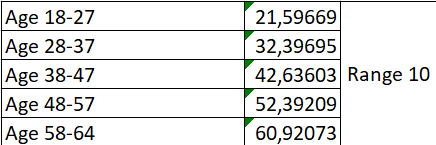 Age 18-27 21,59669
Age 28-37 32,39695
Age 38-47 42,63603 Range 10
Age 48-57 52,39209
Age 58-64 60,92073